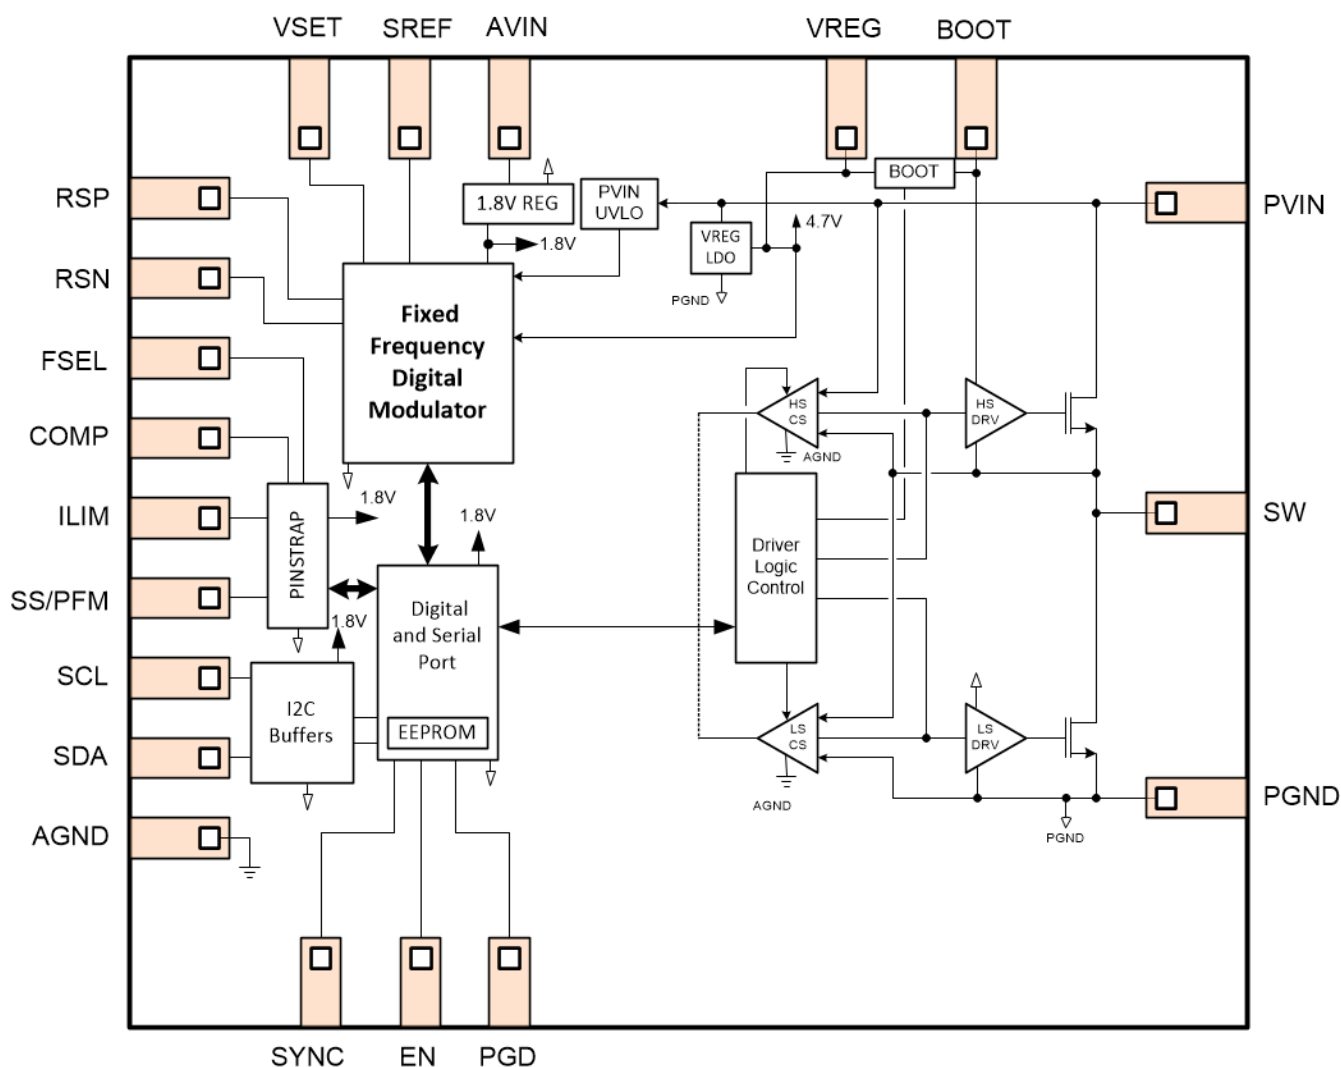 VSET
SREF
AVIN
VREG
BOOT
RSP
RSN
FSEL
COMP
ILIM
SS/PFM
SCL
SDA
AGND
1.8V REG
1.8V
PVIN
UVLO
BOOT
VREG
LDO
4.7V
PGND
PVIN
Fixed
Frequency
Digital
Modulator
HS
CS
AGND
HS
DRV
PINSTRAP
1.8V
1.8V
SW
Driver
Logic
Control
Digital
and Serial
Port
EEPROM
1.8V
I2C
Buffers
LS
CS
AGND
LS
DRV
PGND
PGND
SYNC
EN
PGD